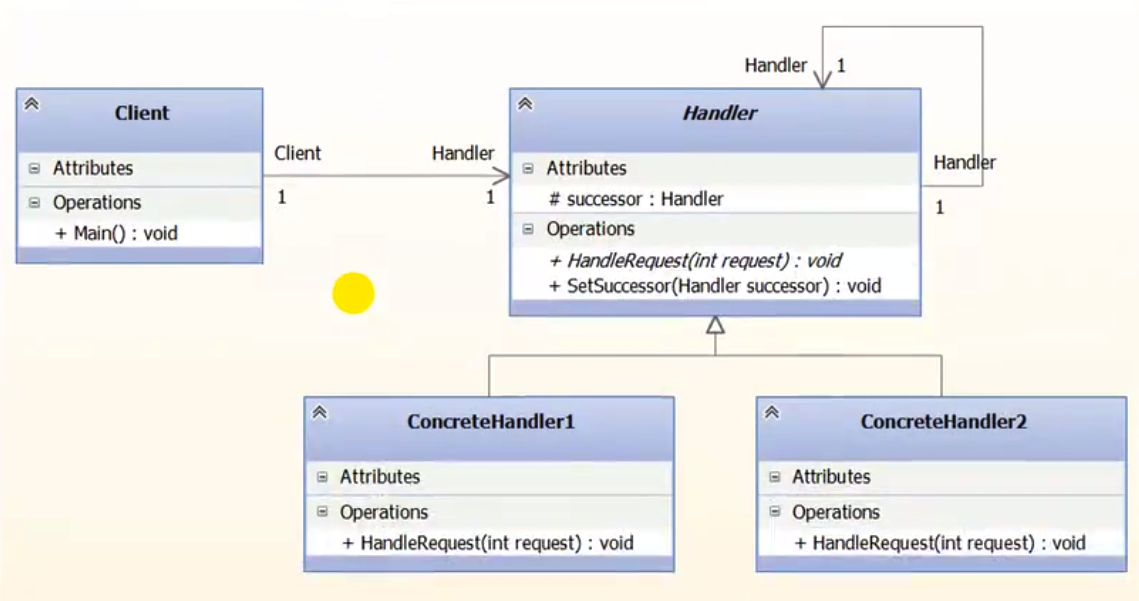 Handler 1
Client
Handler
Client
Handler
Attributes
Attributes
Handler
1
1
# successor : Handler
1
Operations
+ Main() : void
Operations
+ HandleRequest(int request) : void
+ SetSuccessor(Handler successor) : void
ConcreteHandler1
Attributes
Operations
+ HandleRequest(int request) : void
ConcreteHandler2
Attributes
Operations
+ HandleRequest(int request) : void